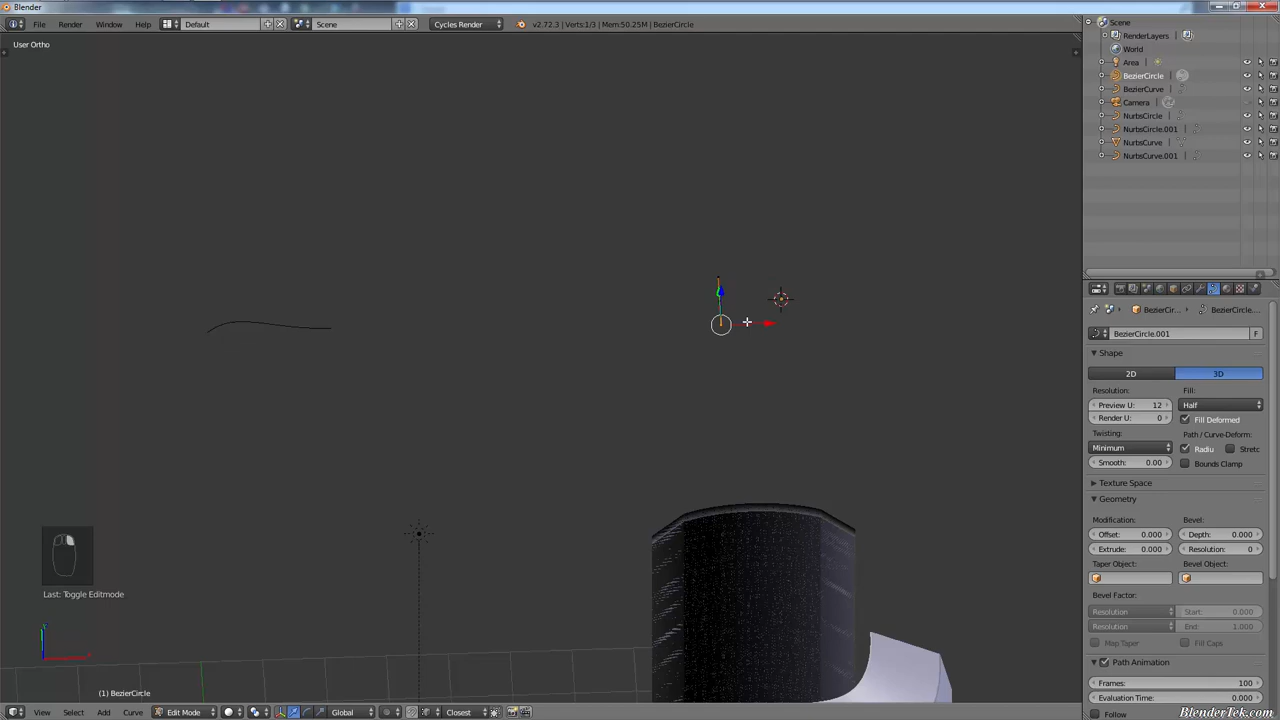 Blender
File Render Window Help Default Scene Cycles Render v2.72.3 | Verts:1/3 | Mem:50.25M | BezierCircle
User Ortho
Scene
RenderLayers
World
Area
BezierCircle
BezierCurve
Camera
NurbsCircle
NurbsCircle.001
NurbsCurve
NurbsCurve.001
BezierCir... BezierCircle....
BezierCircle.001 F
Shape
2D 3D
Resolution: Fill:
Preview U: 12 Half
Render U: 0 Fill Deformed
Twisting: Path / Curve-Deform:
Minimum Radiu Stretc
Smooth: 0.00 Bounds Clamp
Texture Space
Geometry
Modification: Bevel:
Offset: 0.000 Depth: 0.000
Extrude: 0.000 Resolution: 0
Taper Object: Bevel Object:
Bevel Factor:
Resolution Start: 0.000
Resolution End: 1.000
Map Taper Fill Caps
Path Animation
Frames: 100
Evaluation Time: 0.000
Follow
Last: Toggle Editmode
(1) BezierCircle
View Select Add Curve Edit Mode Global Closest
BlenderTek.com